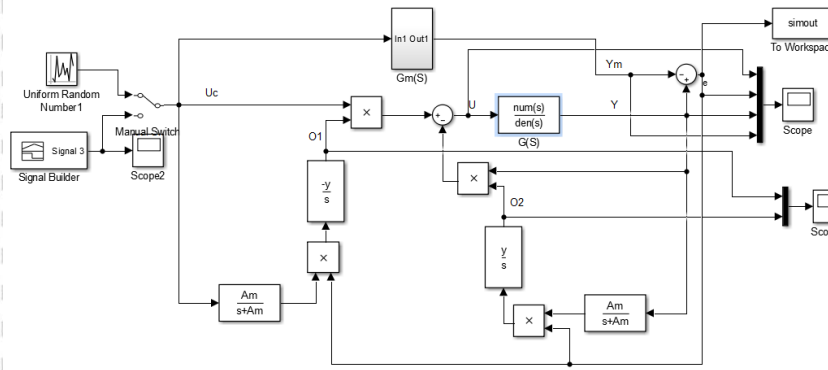 simout
To Workspac
In1 Out1
Gm(S)
Ym
e
Uniform Random
Number1
Uc
Manual Switch
Signal 3
Signal Builder
Scope2
×
+
−
U
num(s)
den(s)
G(S)
Y
−
+
Scope
O1
-y
s
×
O2
Sco
y
s
×
Am
s+Am
×
Am
s+Am